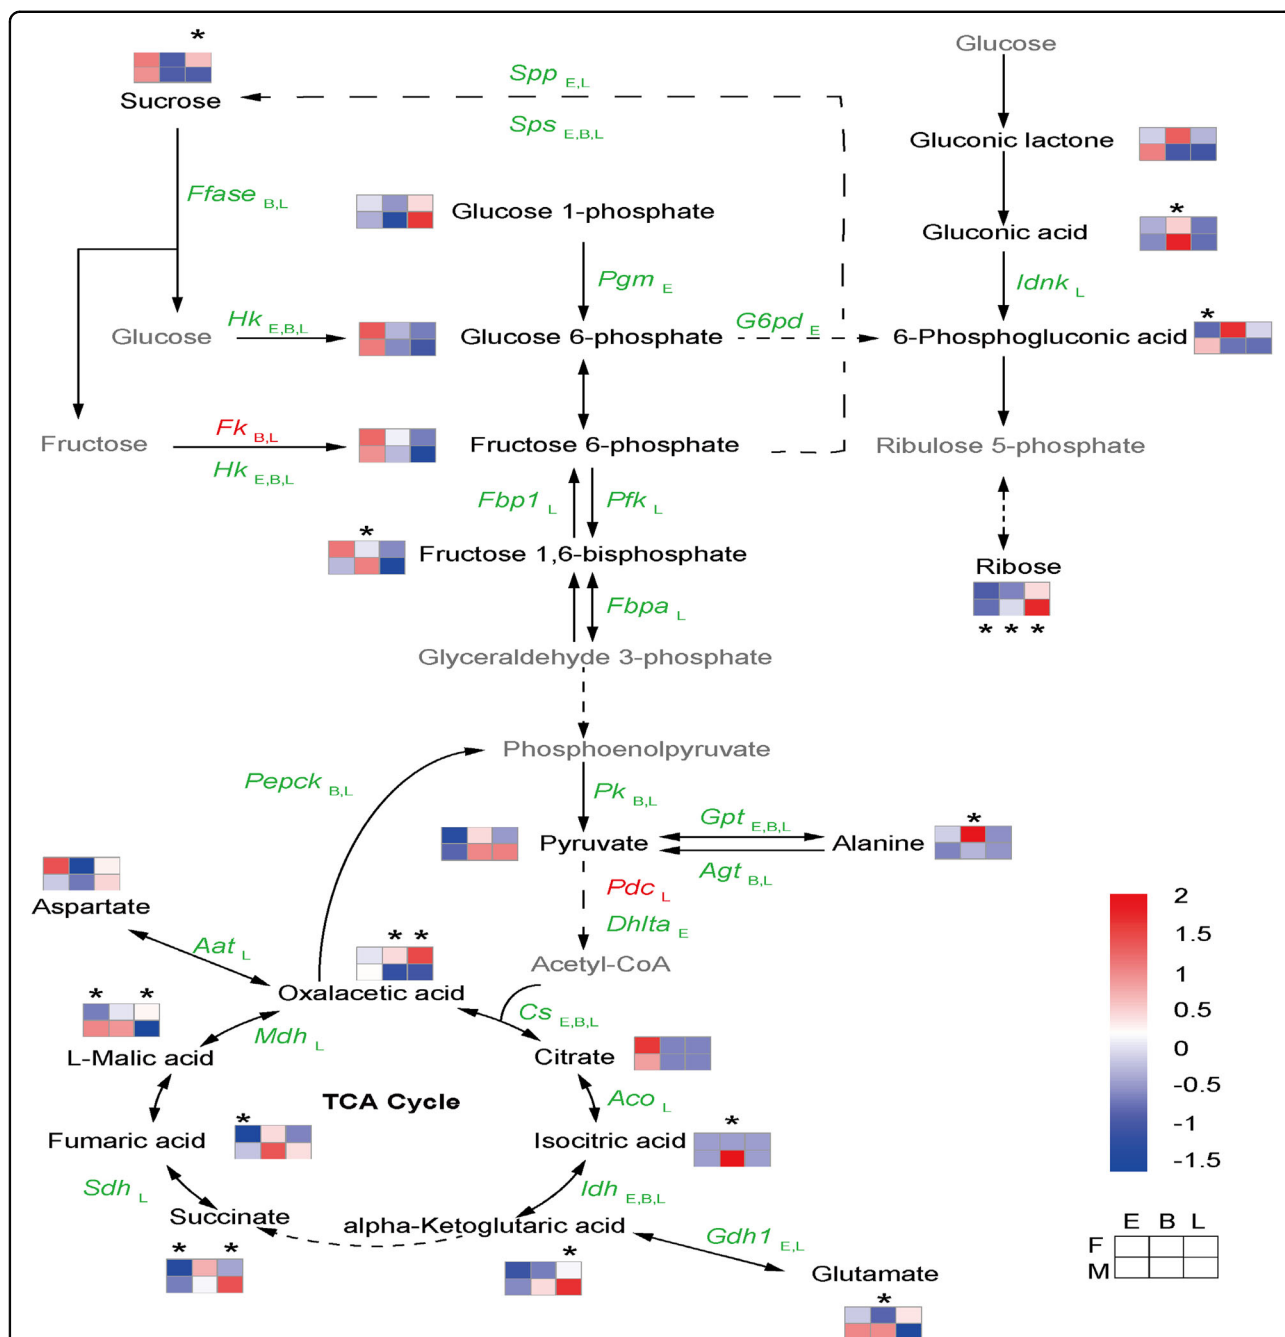 *
Sucrose
Spp E,L
Sps E,B,L
Glucose
Gluconic lactone
Ffase B,L
Glucose 1-phosphate
*
Gluconic acid
Pgm E
Idnk L
Glucose
Hk E,B,L
Glucose 6-phosphate
G6pd E
6-Phosphogluconic acid
*
Fructose
Fk B,L
Hk E,B,L
Fructose 6-phosphate
Ribulose 5-phosphate
Fbp1 L
Pfk L
*
Fructose 1,6-bisphosphate
Ribose
* * *
Fbpa L
Glyceraldehyde 3-phosphate
Phosphoenolpyruvate
Pepck B,L
Pk B,L
Pyruvate
Gpt E,B,L
Agt B,L
Alanine
*
Pdc L
Dhlta E
Acetyl-CoA
Aspartate
Aat L
* *
Oxalacetic acid
Cs E,B,L
* *
L-Malic acid
Mdh L
Citrate
TCA Cycle
Aco L
Fumaric acid
*
Isocitric acid
*
Sdh L
Idh E,B,L
Succinate
* *
alpha-Ketoglutaric acid
*
Gdh1 E,L
Glutamate
*
2
1.5
1
0.5
0
-0.5
-1
-1.5
E B L
F
M